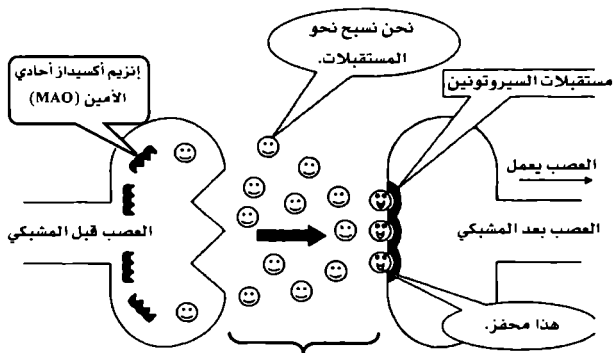 نحن نسبح نحو
المستقبلات.
إنزيم أكسيداز أحادي
الأمين (MAO)
مستقبلات السيروتونين
العصب يعمل
العصب قبل المشبكي
العصب بعد المشبكي
هذا محفز.